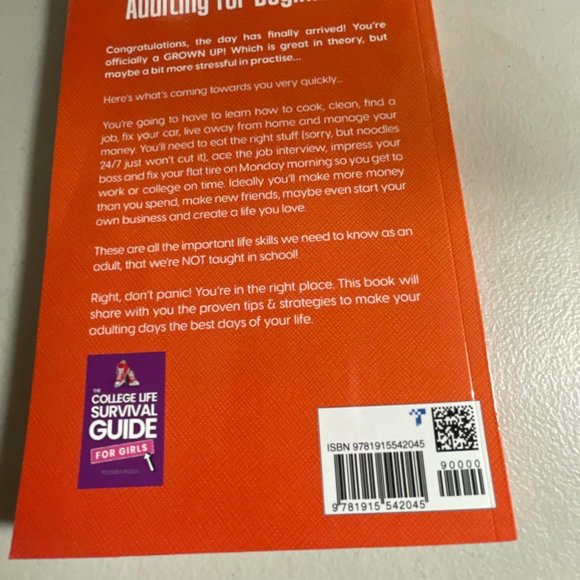 Adulting for
Congratulations, the day has finally arrived! You're
officially a GROWN UP! Which is great in theory, but
maybe a bit more stressful in practise...
Here's what's coming towards you very quickly...
You're going to have to learn how to cook, clean, find a
job, fix your car, live away from home and manage your
money. You'll need to eat the right stuff (sorry, but noodles
24/7 just won't cut it), ace the job interview, impress your
boss and fix your flat tire on Monday morning so you get to
work or college on time. Ideally you'll make more money
than you spend, make new friends, maybe even start your
own business and create a life you love.
These are all the important life skills we need to know as an
adult, that we're NOT taught in school!
Right, don't panic! You're in the right place. This book will
share with you the proven tips & strategies to make your
adulting days the best days of your life.
THE
COLLEGE LIFE
SURVIVAL
GUIDE
FOR GIRLS
ISBN 9781915542045
90000
9781915 542045